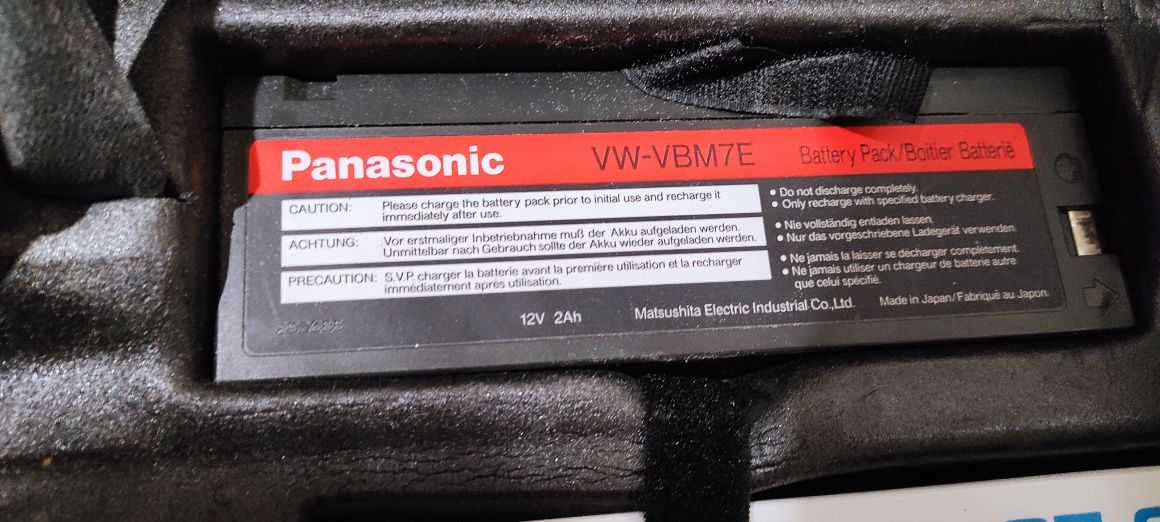 Panasonic VW-VBM7E Battery Pack/Boitier Batterië
CAUTION: Please charge the battery pack prior to initial use and recharge it
immediately after use.
ACHTUNG: Vor erstmaliger Inbetriebnahme muß der Akku aufgeladen werden.
Unmittelbar nach Gebrauch sollte der Akku wieder aufgeladen werden.
PRECAUTION: S.V.P. charger la batterie avant la première utilisation et la recharger
immédiatement après utilisation.
• Do not discharge completely.
• Only recharge with specified battery charger.
• Nie vollständig entladen lassen.
• Nur das vorgeschriebene Ladegerät verwenden.
• Ne jamais la laisser se décharger complètement.
• Ne jamais utiliser un chargeur de batterie autre
que celui spécifié.
12V 2Ah Matsushita Electric Industrial Co.,Ltd. Made in Japan/Fabriqué au Japon.